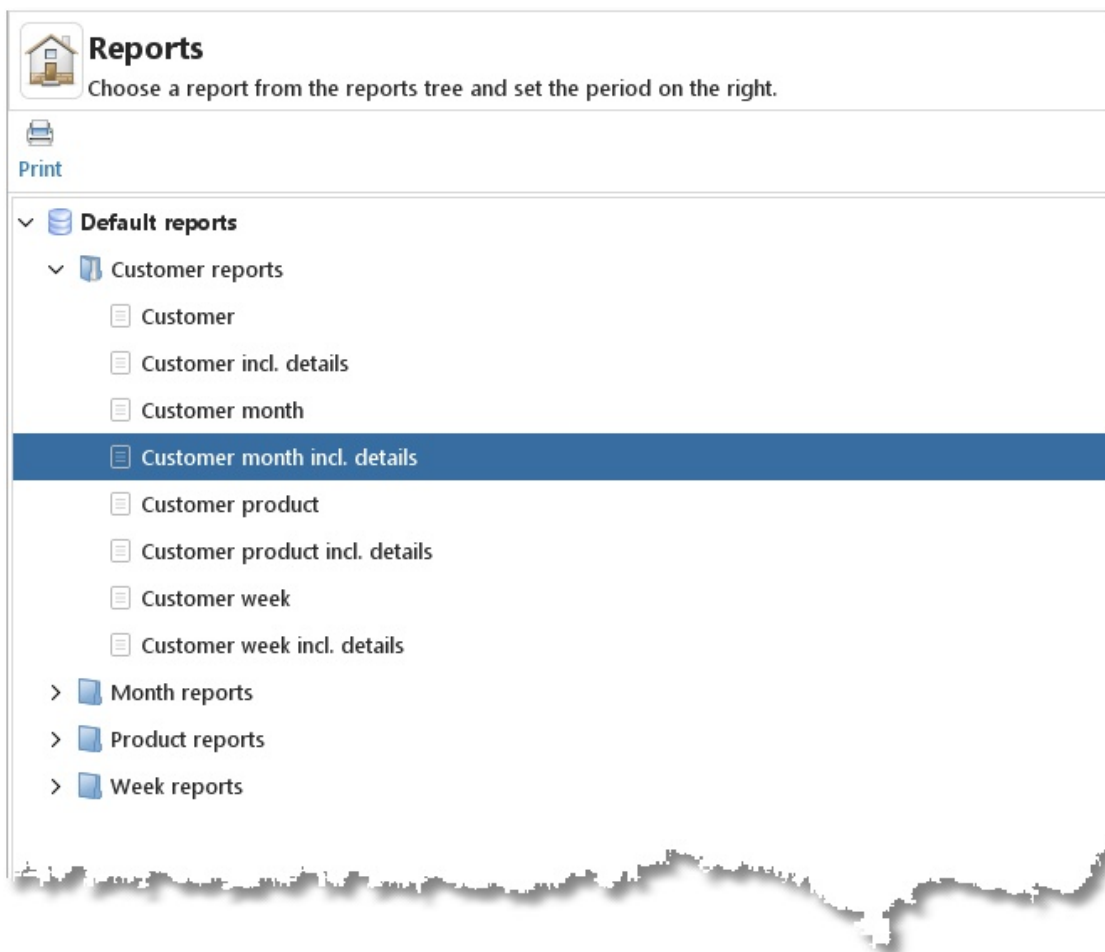 Reports
Choose a report from the reports tree and set the period on the right.
Print
Default reports
Customer reports
Customer
Customer incl. details
Customer month
Customer month incl. details
Customer product
Customer product incl. details
Customer week
Customer week incl. details
Month reports
Product reports
Week reports